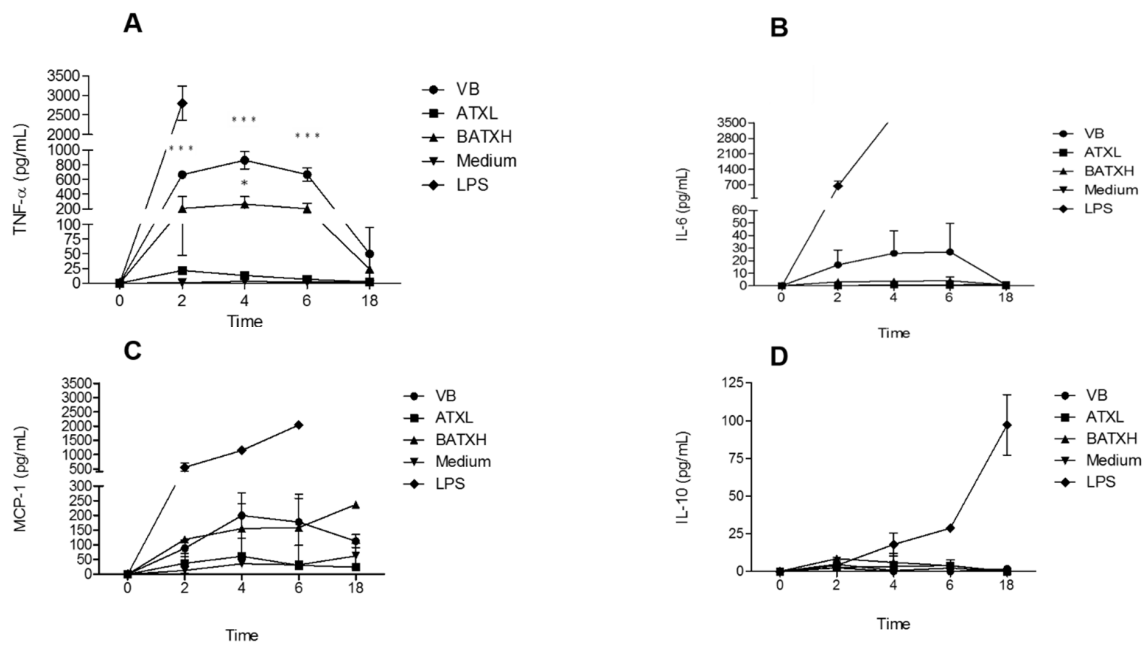 A
TNF-α (pg/mL)
3500
3000
2500
2000
1000
800
600
400
200
100
75
50
25
0
***
***
***
*
0 2 4 6 18
Time
VB
ATXL
BATXH
Medium
LPS
B
IL-6 (pg/mL)
3500
2800
2100
1400
700
60
50
40
30
20
10
0
0 2 4 6 18
Time
VB
ATXL
BATXH
Medium
LPS
C
MCP-1 (pg/mL)
3500
3000
2500
2000
1500
1000
500
300
250
200
150
100
50
0
0 2 4 6 18
Time
VB
ATXL
BATXH
Medium
LPS
D
IL-10 (pg/mL)
125
100
75
50
25
0
0 2 4 6 18
Time
VB
ATXL
BATXH
Medium
LPS